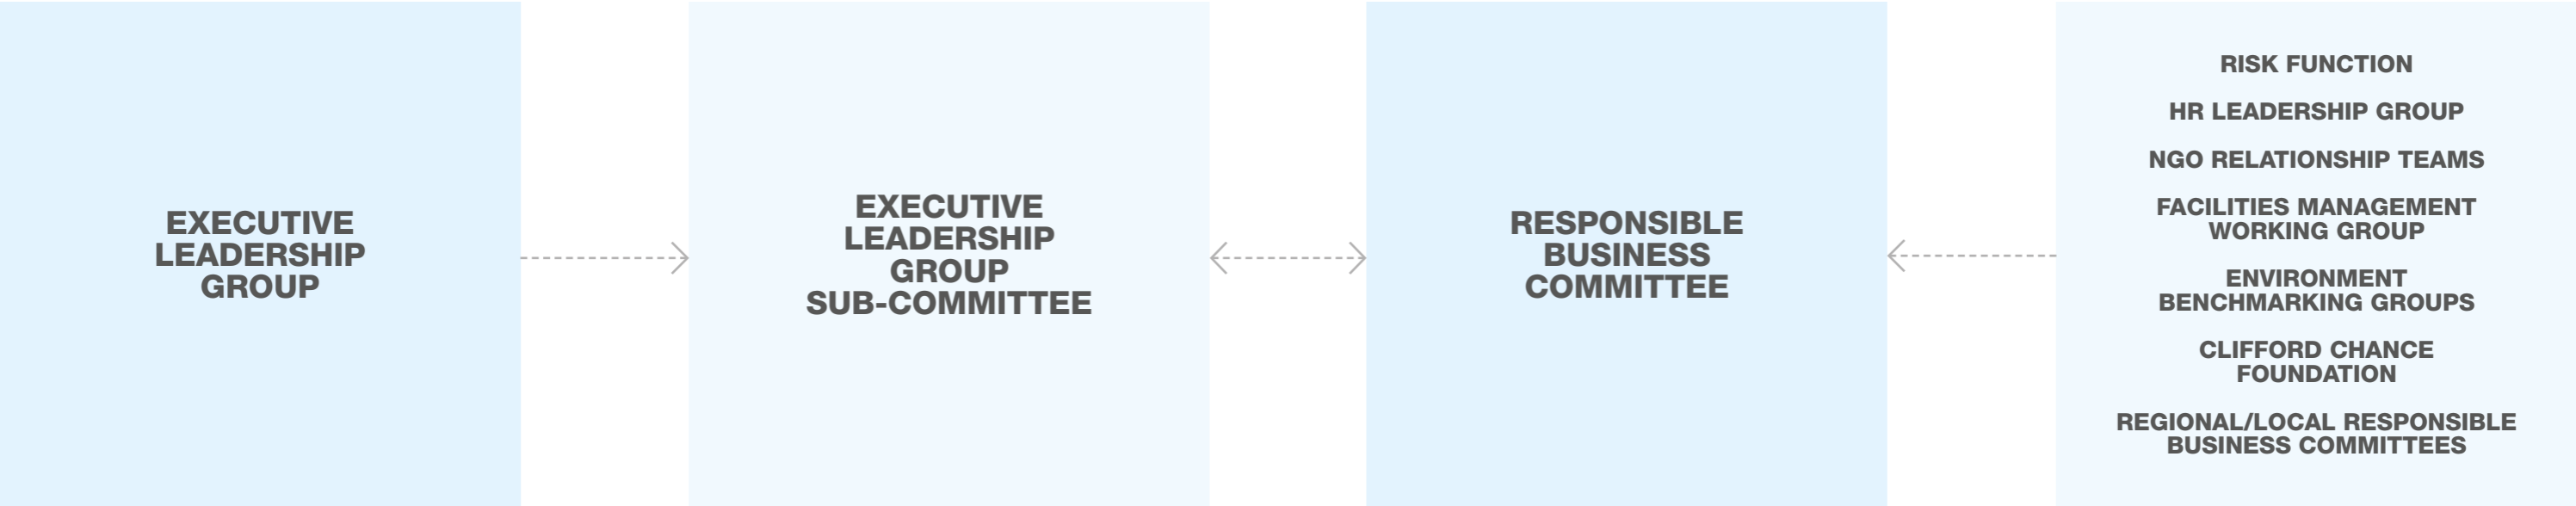 EXECUTIVE
LEADERSHIP
GROUP
EXECUTIVE
LEADERSHIP
GROUP
SUB-COMMITTEE
RESPONSIBLE
BUSINESS
COMMITTEE
RISK FUNCTION
HR LEADERSHIP GROUP
NGO RELATIONSHIP TEAMS
FACILITIES MANAGEMENT
WORKING GROUP
ENVIRONMENT
BENCHMARKING GROUPS
CLIFFORD CHANCE
FOUNDATION
REGIONAL/LOCAL RESPONSIBLE
BUSINESS COMMITTEES